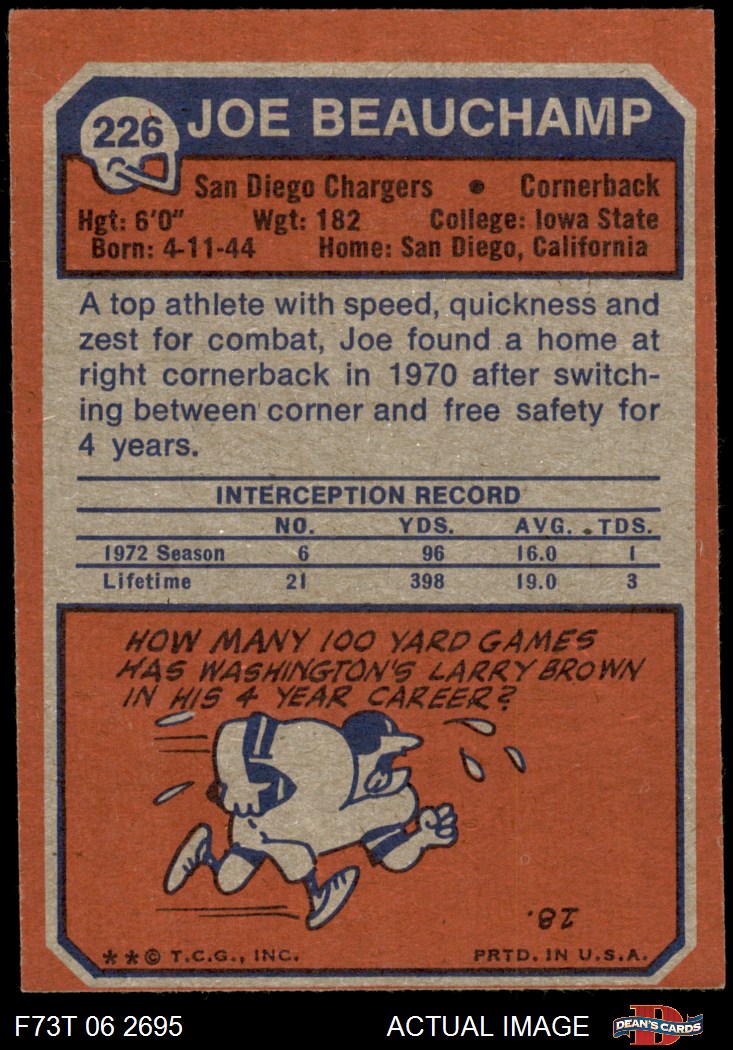 226
JOE BEAUCHAMP
San Diego Chargers • Cornerback
Hgt: 6'0" Wgt: 182 College: Iowa State
Born: 4-11-44 Home: San Diego, California
A top athlete with speed, quickness and
zest for combat, Joe found a home at
right cornerback in 1970 after switch-
ing between corner and free safety for
4 years.
INTERCEPTION RECORD
NO. YDS. AVG. TDS.
1972 Season 6 96 16.0 1
Lifetime 21 398 19.0 3
HOW MANY 100 YARD GAMES
HAS WASHINGTON'S LARRY BROWN
IN HIS 4 YEAR CAREER?
18.
**© T.C.G., INC. PRTD. IN U.S.A.
F73T 06 2695 ACTUAL IMAGE
D
DEAN'S CARDS